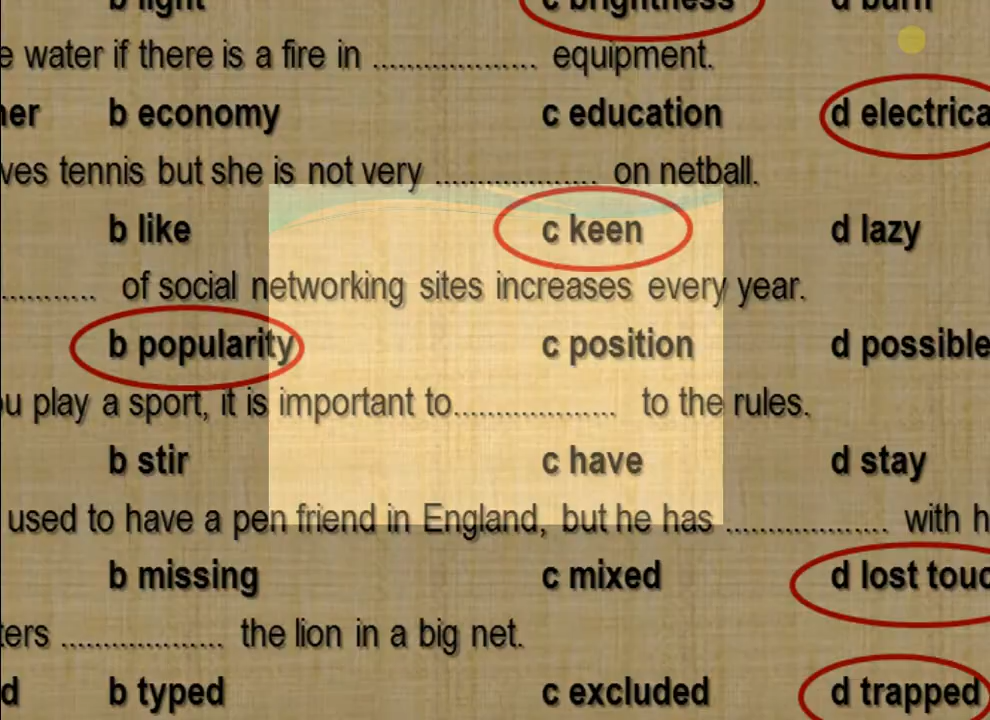 b light c brightness d burn
e water if there is a fire in ................... equipment.
her b economy c education d electrica
ves tennis but she is not very ................... on netball.
b like c keen d lazy
........... of social networking sites increases every year.
b popularity c position d possible
ou play a sport, it is important to................... to the rules.
b stir c have d stay
used to have a pen friend in England, but he has ................... with h
b missing c mixed d lost touc
ters ................... the lion in a big net.
d b typed c excluded d trapped